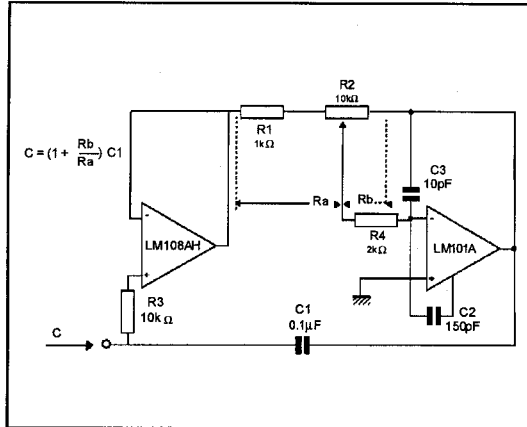 R2
10kΩ
R1
1kΩ
C = (1 + Rb/Ra) C1
C3
10pF
Ra
Rb
-
LM108AH
+
R4
2kΩ
-
LM101A
+
R3
10kΩ
C1
0.1µF
C2
150pF
C